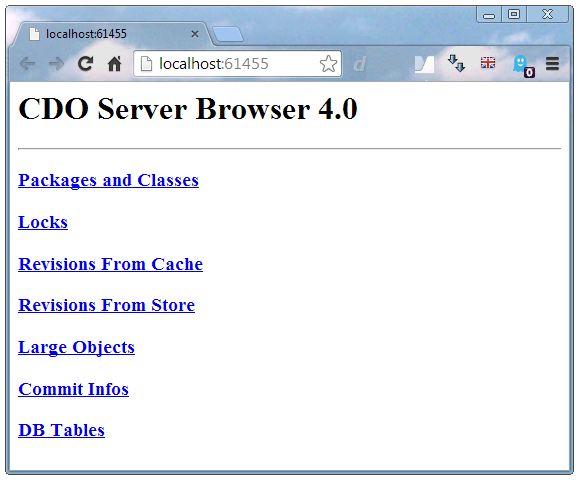 localhost:61455
localhost:61455
0
CDO Server Browser 4.0
Packages and Classes
Locks
Revisions From Cache
Revisions From Store
Large Objects
Commit Infos
DB Tables